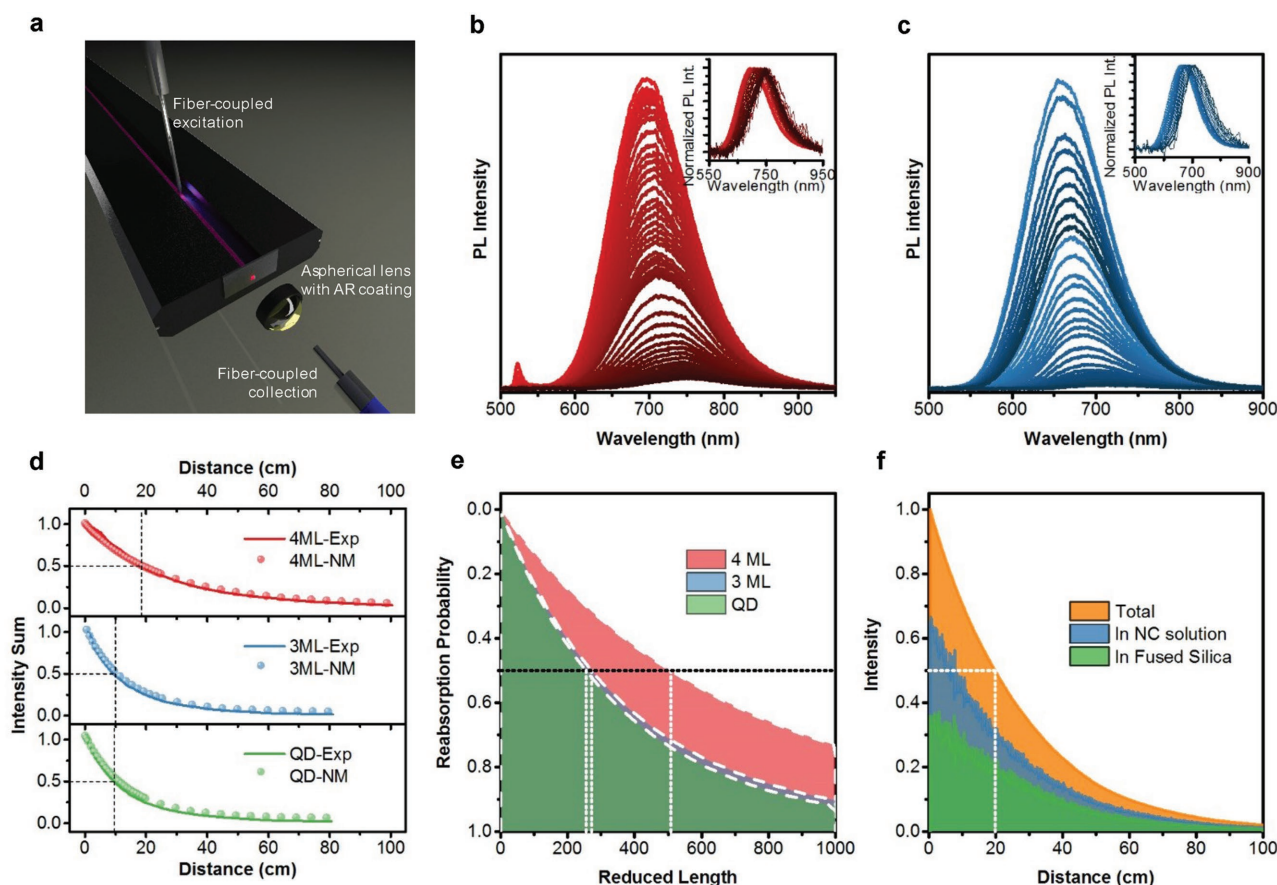 a
Fiber-coupled
excitation
Aspherical lens
with AR coating
Fiber-coupled
collection
b
PL Intensity
Normalized PL Int.
550 750 950
Wavelength (nm)
500 600 700 800 900
Wavelength (nm)
c
PL Intensity
Normalized PL Int.
500 700 900
Wavelength (nm)
500 600 700 800 900
Wavelength (nm)
d
Distance (cm)
0 20 40 60 80 100
Intensity Sum
1.0
0.5
0.0
4ML-Exp
4ML-NM
1.0
0.5
0.0
3ML-Exp
3ML-NM
1.0
0.5
0.0
QD-Exp
QD-NM
0 20 40 60 80 100
Distance (cm)
e
Reabsorption Probability
0.0
0.2
0.4
0.6
0.8
1.0
4 ML
3 ML
QD
0 200 400 600 800 1000
Reduced Length
f
Intensity
1.0
0.8
0.6
0.4
0.2
0.0
Total
In NC solution
In Fused Silica
0 20 40 60 80 100
Distance (cm)